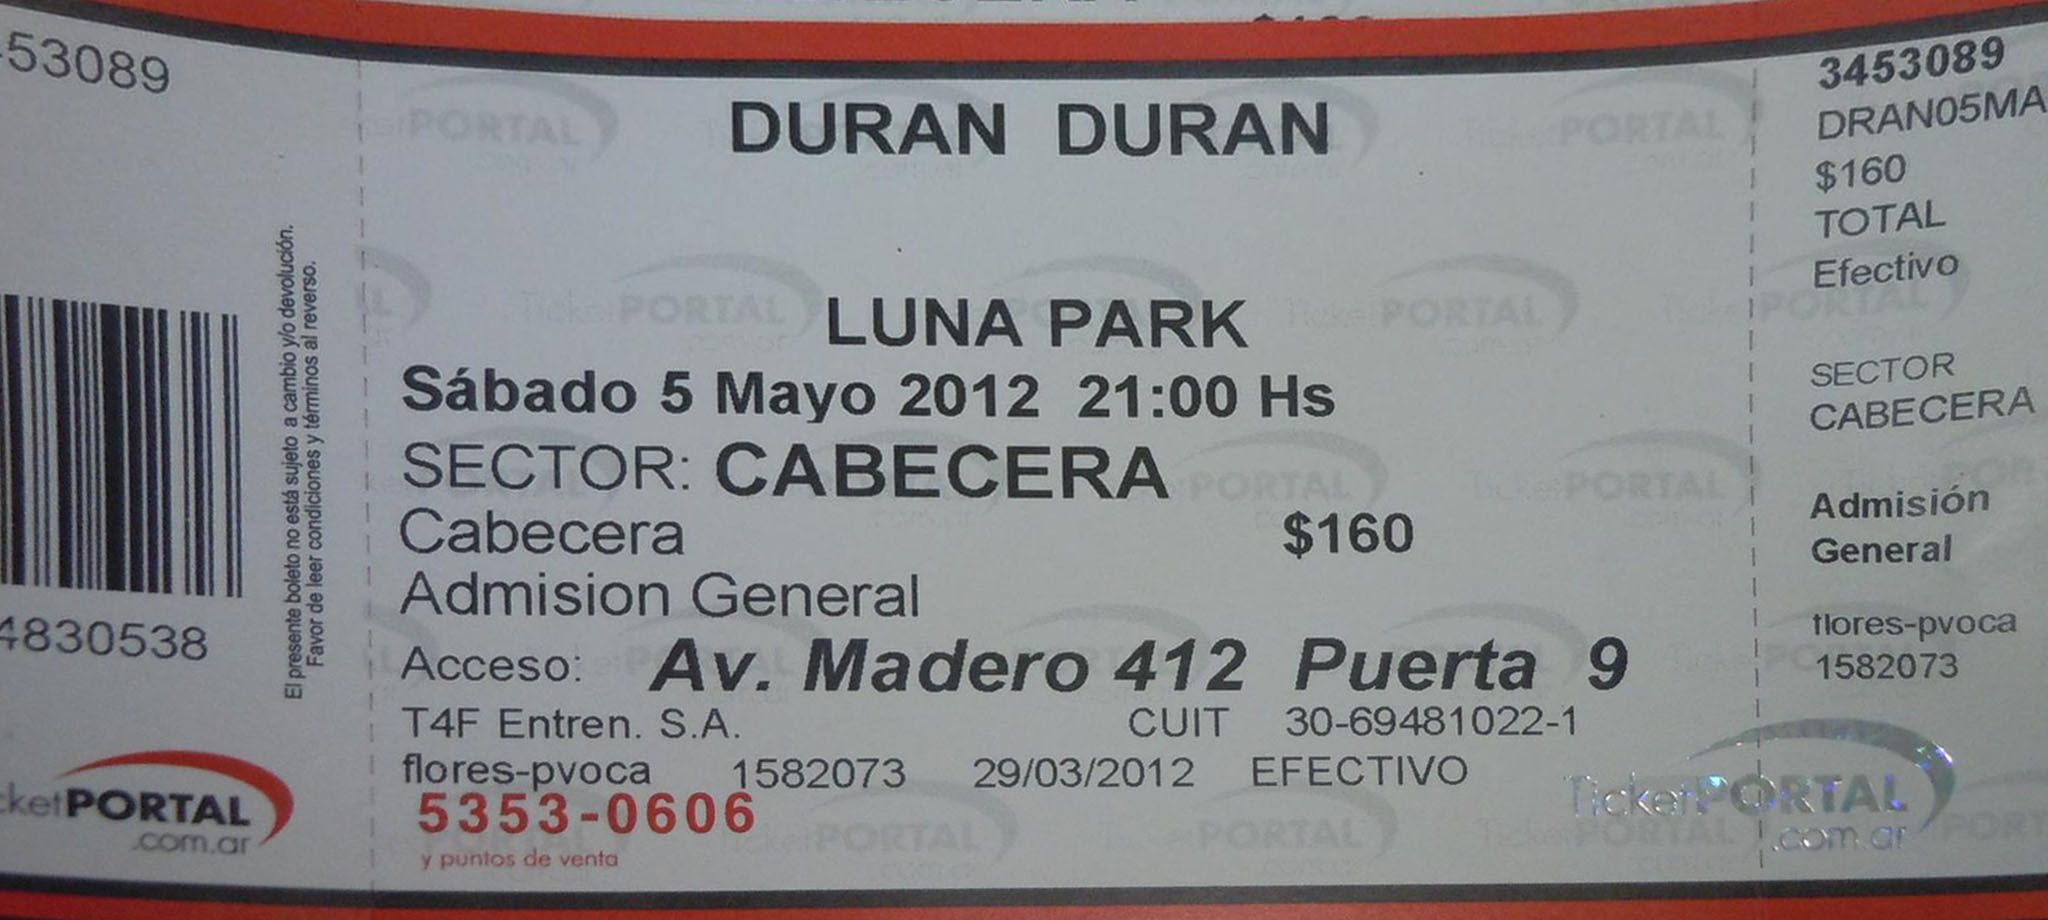 53089
4830538
El presente boleto no está sujeto a cambio y/o devolución.
Favor de leer condiciones y términos al reverso.
PORTAL
.com.ar
DURAN DURAN
LUNA PARK
Sábado 5 Mayo 2012 21:00 Hs
SECTOR: CABECERA
Cabecera $160
Admision General
Acceso: Av. Madero 412 Puerta 9
T4F Entren. S.A. CUIT 30-69481022-1
flores-pvoca 1582073 29/03/2012 EFECTIVO
5353-0606
y puntos de venta
TicketPORTAL
.com.ar
3453089
DRAN05MA
$160
TOTAL
Efectivo
SECTOR
CABECERA
Admisión
General
flores-pvoca
1582073